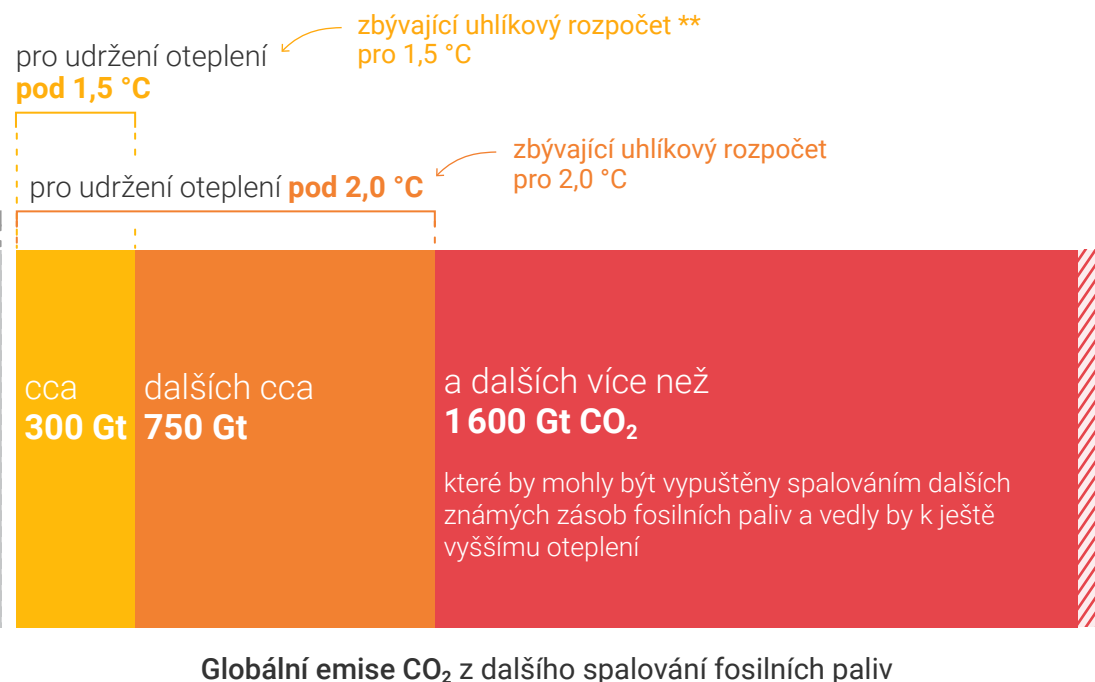 zbývající uhlíkový rozpočet **
pro 1,5 °C
pro udržení oteplení
pod 1,5 °C
zbývající uhlíkový rozpočet
pro 2,0 °C
pro udržení oteplení pod 2,0 °C
cca
300 Gt
dalších cca
750 Gt
a dalších více než
1 600 Gt CO₂
které by mohly být vypuštěny spalováním dalších
známých zásob fosilních paliv a vedly by k ještě
vyššímu oteplení
Globální emise CO₂ z dalšího spalování fosilních paliv